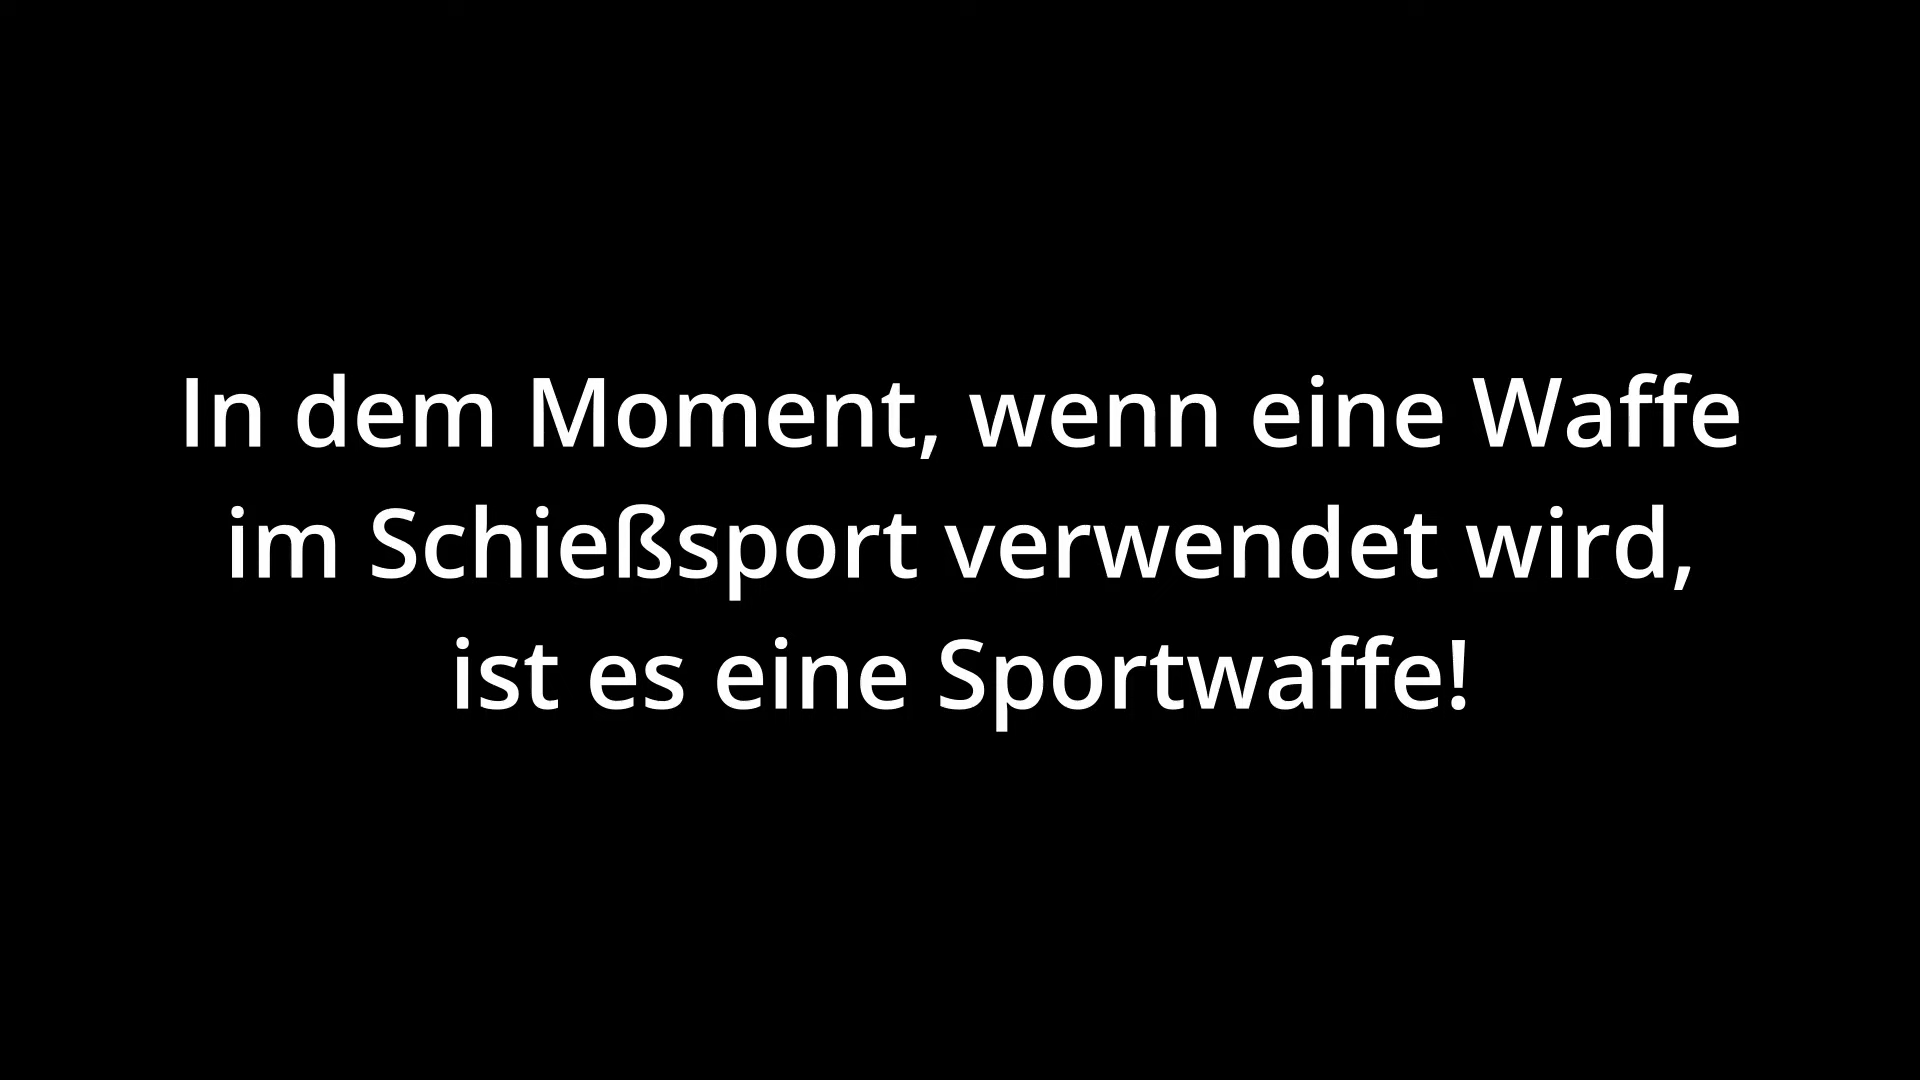 In dem Moment, wenn eine Waffe
im Schießsport verwendet wird,
ist es eine Sportwaffe!